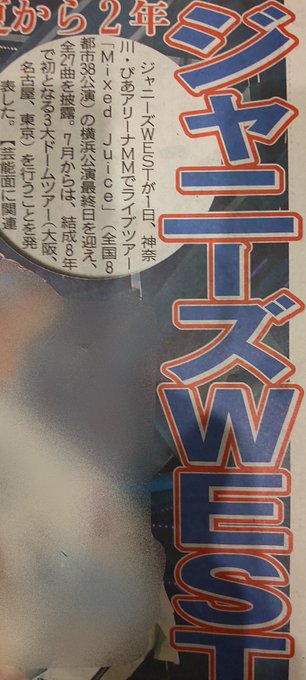 から2年
ジャニーズWEST
ジャニーズWESTが1日、神奈
川・ぴあアリーナMMでライブツアー
「Mixed Juice」(全国8
都市38公演)の横浜公演最終日を迎え、
全27曲を披露。7月からは、結成8年
で初となる3大ドームツアー(大阪、
名古屋、東京)を行うことを発
表した。【芸能面に関連